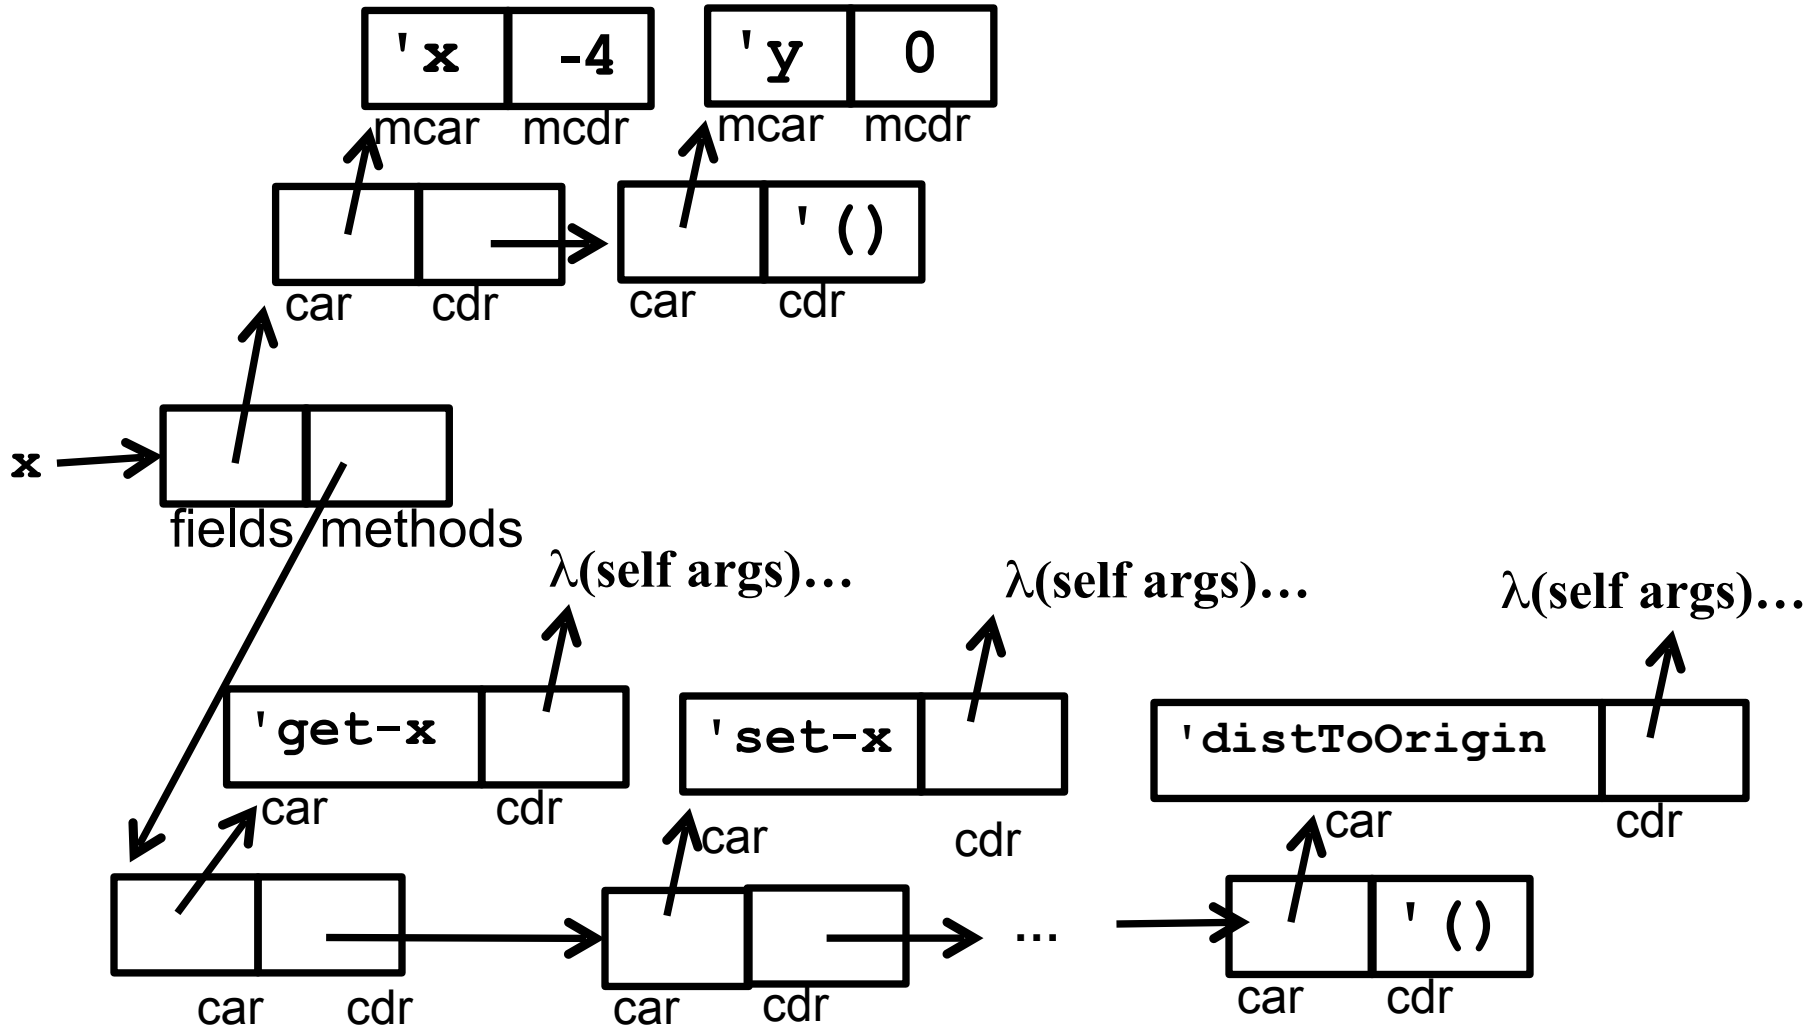 'x -4 'y 0
mcar mcdr mcar mcdr
'()
car cdr car cdr
x
fields methods
λ(self args)… λ(self args)… λ(self args)…
'get-x 'set-x 'distToOrigin
car cdr car cdr car cdr
… '()
car cdr car cdr car cdr